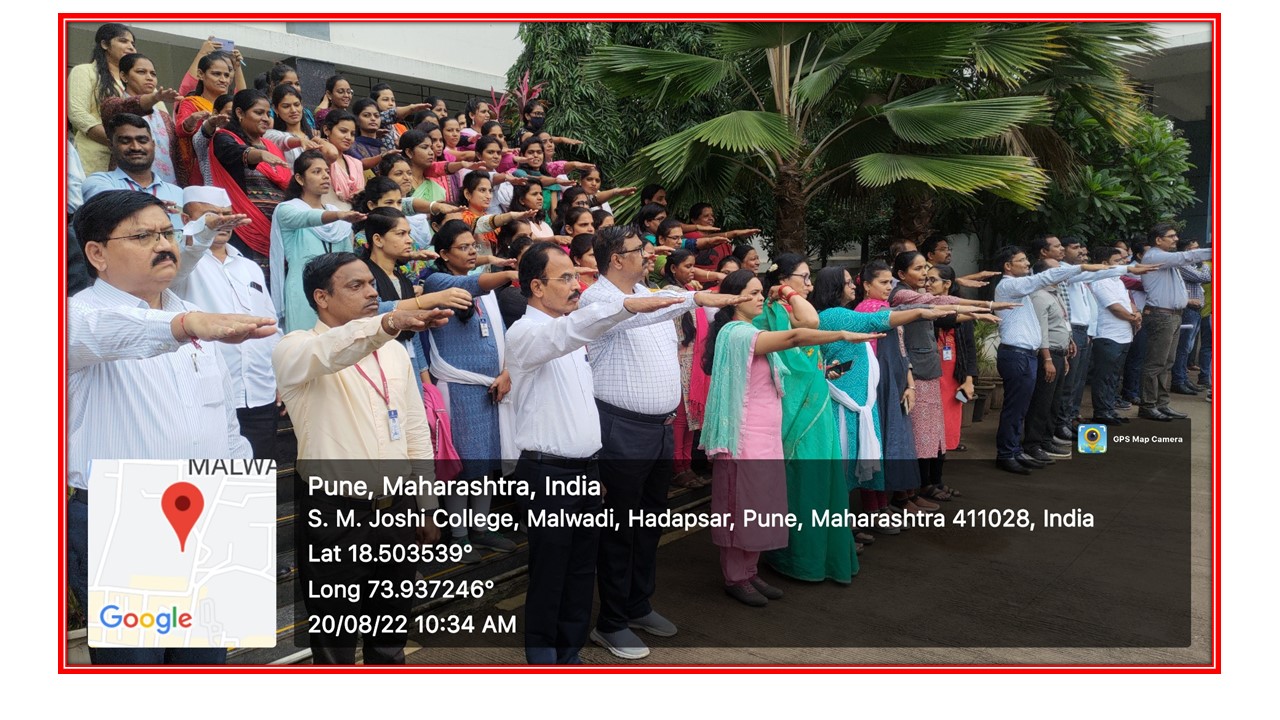 GPS Map Camera
MALWA
Google
Pune, Maharashtra, India
S. M. Joshi College, Malwadi, Hadapsar, Pune, Maharashtra 411028, India
Lat 18.503539°
Long 73.937246°
20/08/22 10:34 AM